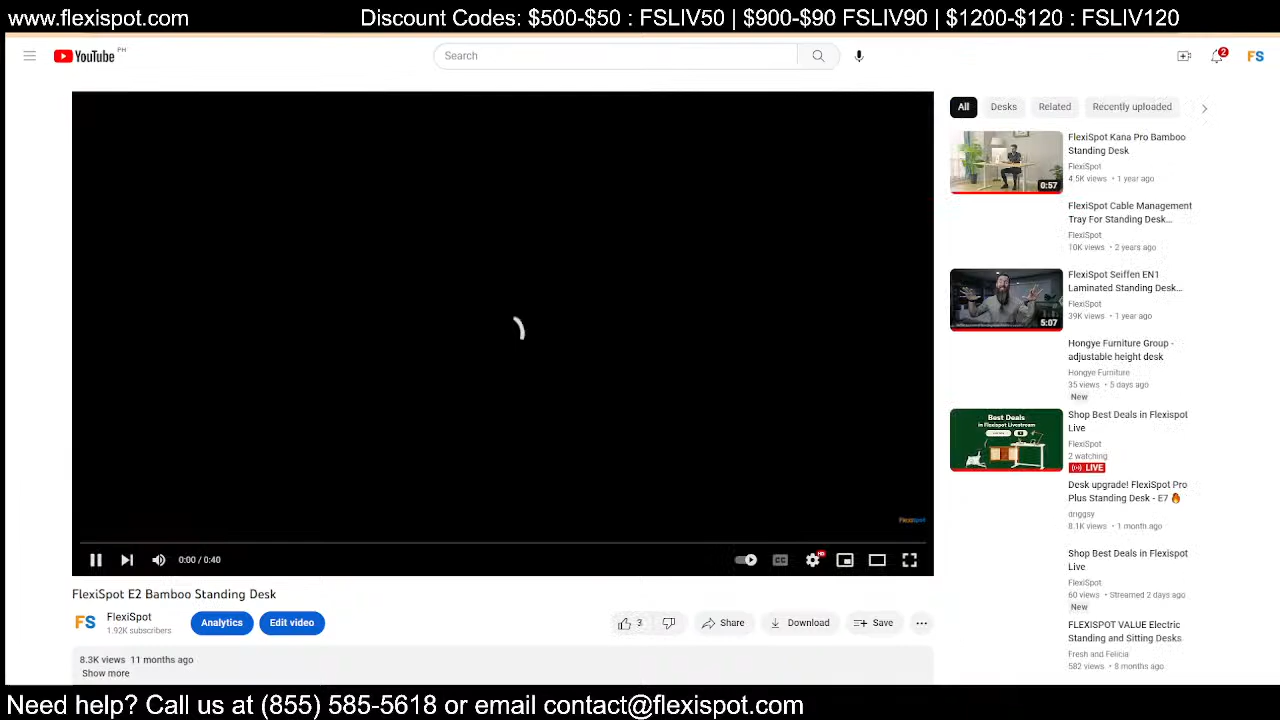 www.flexispot.com
Discount Codes: $500-$50 : FSLIV50 | $900-$90 FSLIV90 | $1200-$120 : FSLIV120
YouTube PH
Search
2
FS
All
Desks
Related
Recently uploaded
FlexiSpot Kana Pro Bamboo
Standing Desk
FlexiSpot
4.5K views • 1 year ago
0:57
FlexiSpot Cable Management
Tray For Standing Desk...
FlexiSpot
10K views • 2 years ago
FlexiSpot Seiffen EN1
Laminated Standing Desk...
FlexiSpot
39K views • 1 year ago
5:07
Hongye Furniture Group -
adjustable height desk
Hongye Furniture
35 views • 5 days ago
New
Best Deals
in Flexispot Livestream
Shop Best Deals in Flexispot
Live
FlexiSpot
2 watching
LIVE
Desk upgrade! FlexiSpot Pro
Plus Standing Desk - E7
driggsy
8.1K views • 1 month ago
Shop Best Deals in Flexispot
Live
FlexiSpot
60 views • Streamed 2 days ago
New
FLEXISPOT VALUE Electric
Standing and Sitting Desks
Fresh and Felicia
582 views • 8 months ago
FlexiSpot
0:00 / 0:40
CC
HD
FlexiSpot E2 Bamboo Standing Desk
FS
FlexiSpot
1.92K subscribers
Analytics
Edit video
3
Share
Download
Save
8.3K views 11 months ago
Show more
Need help? Call us at (855) 585-5618 or email contact@flexispot.com